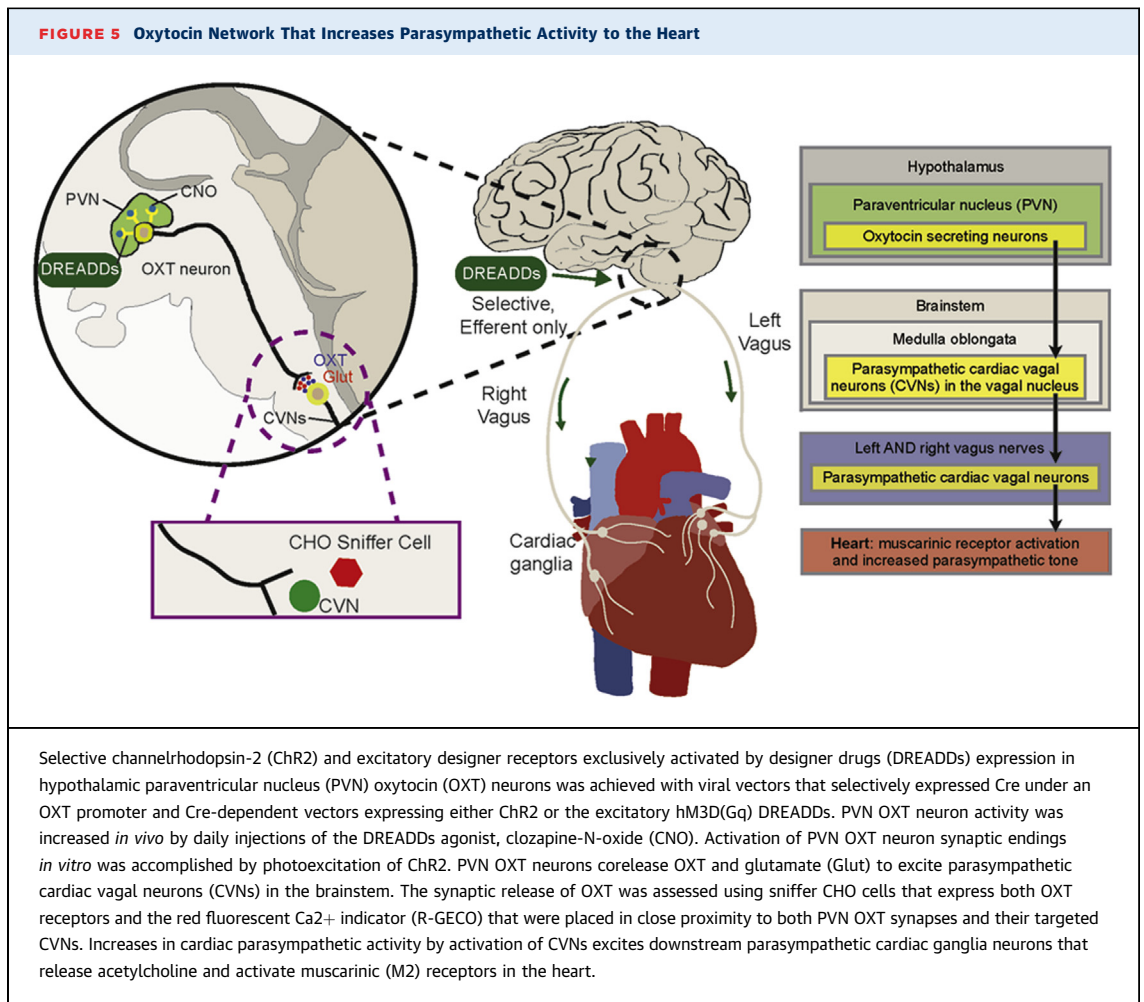 FIGURE 5 Oxytocin Network That Increases Parasympathetic Activity to the Heart
PVN
CNO
DREADDs
OXT neuron
OXT
Glut
CVNs
CHO Sniffer Cell
CVN
DREADDs
Selective,
Efferent only
Right
Vagus
Left
Vagus
Cardiac
ganglia
Hypothalamus
Paraventricular nucleus (PVN)
Oxytocin secreting neurons
Brainstem
Medulla oblongata
Parasympathetic cardiac vagal
neurons (CVNs) in the vagal nucleus
Left AND right vagus nerves
Parasympathetic cardiac vagal neurons
Heart: muscarinic receptor activation
and increased parasympathetic tone
Selective channelrhodopsin-2 (ChR2) and excitatory designer receptors exclusively activated by designer drugs (DREADDs) expression in
hypothalamic paraventricular nucleus (PVN) oxytocin (OXT) neurons was achieved with viral vectors that selectively expressed Cre under an
OXT promoter and Cre-dependent vectors expressing either ChR2 or the excitatory hM3D(Gq) DREADDs. PVN OXT neuron activity was
increased in vivo by daily injections of the DREADDs agonist, clozapine-N-oxide (CNO). Activation of PVN OXT neuron synaptic endings
in vitro was accomplished by photoexcitation of ChR2. PVN OXT neurons corelease OXT and glutamate (Glut) to excite parasympathetic
cardiac vagal neurons (CVNs) in the brainstem. The synaptic release of OXT was assessed using sniffer CHO cells that express both OXT
receptors and the red fluorescent Ca2+ indicator (R-GECO) that were placed in close proximity to both PVN OXT synapses and their targeted
CVNs. Increases in cardiac parasympathetic activity by activation of CVNs excites downstream parasympathetic cardiac ganglia neurons that
release acetylcholine and activate muscarinic (M2) receptors in the heart.